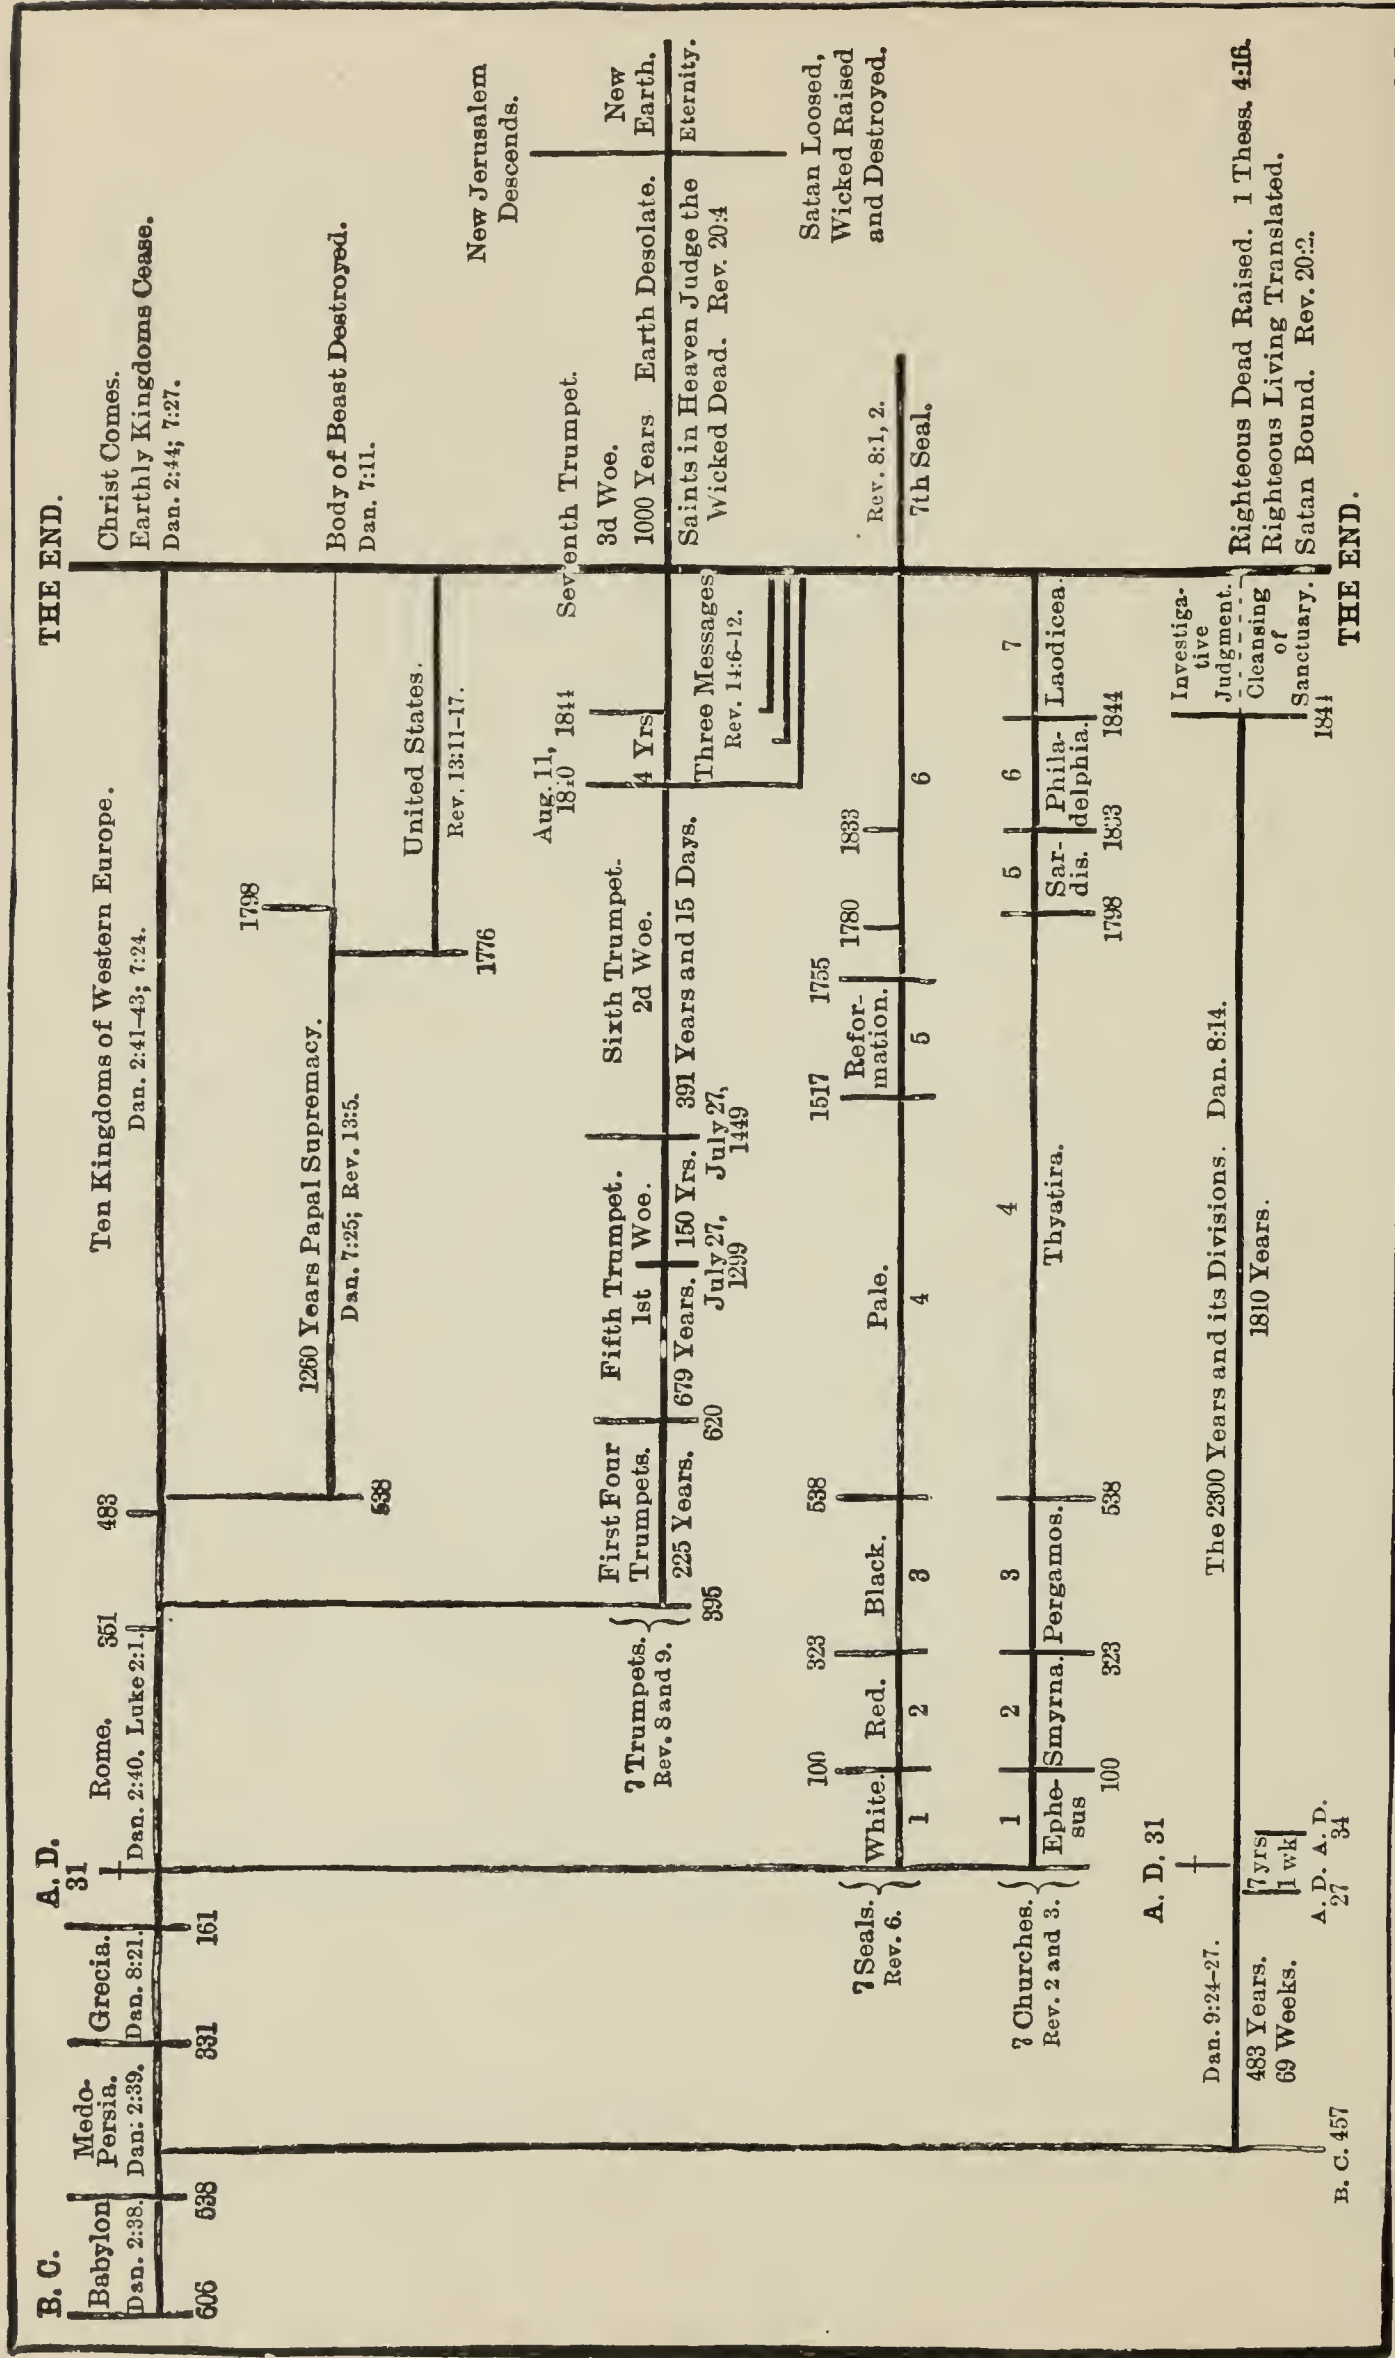 THE END.
B. C.
A. D.
31
Babylon
Dan. 2:38.
606
538
Medo-
Persia.
Dan: 2:39.
331
Grecia.
Dan. 8:21.
161
Rome.
Dan. 2:40. Luke 2:1.
351
483
Ten Kingdoms of Western Europe.
Dan. 2:41–43; 7:24.
Christ Comes.
Earthly Kingdoms Cease.
Dan. 2:44; 7:27.
538
1260 Years Papal Supremacy.
Dan. 7:25; Rev. 13:5.
1798
1776
Body of Beast Destroyed.
Dan. 7:11.
United States.
Rev. 13:11–17.
7 Trumpets.
Rev. 8 and 9.
395
First Four
Trumpets.
225 Years.
620
Fifth Trumpet.
1st Woe.
679 Years.
150 Yrs.
July 27,
1299
July 27,
1449
Sixth Trumpet.
2d Woe.
391 Years and 15 Days.
Aug. 11,
1840
1844
4 Yrs
Seventh Trumpet.
3d Woe.
1000 Years Earth Desolate.
Saints in Heaven Judge the
Wicked Dead. Rev. 20:4
New Jerusalem
Descends.
New
Earth.
Eternity.
Satan Loosed,
Wicked Raised
and Destroyed.
Three Messages
Rev. 14:6–12.
7 Seals.
Rev. 6.
White.
1
100
Red.
2
323
Black.
3
538
Pale.
4
1517
Refor-
mation.
5
1755
1780
1833
6
Rev. 8:1, 2.
7th Seal.
7 Churches.
Rev. 2 and 3.
1
Ephe-
sus
100
2
Smyrna.
323
3
Pergamos.
538
4
Thyatira.
1798
5
Sar-
dis.
1833
6
Phila-
delphia.
1844
7
Laodicea.
B. C. 457
Dan. 9:24–27.
483 Years.
69 Weeks.
A. D. 31
7 yrs
1 wk
A. D.
27
A. D.
34
The 2300 Years and its Divisions. Dan. 8:14.
1810 Years.
1844
Investiga-
tive
Judgment.
Cleansing
of
Sanctuary.
Righteous Dead Raised. 1 Thess. 4:16.
Righteous Living Translated.
Satan Bound. Rev. 20:2.
THE END.